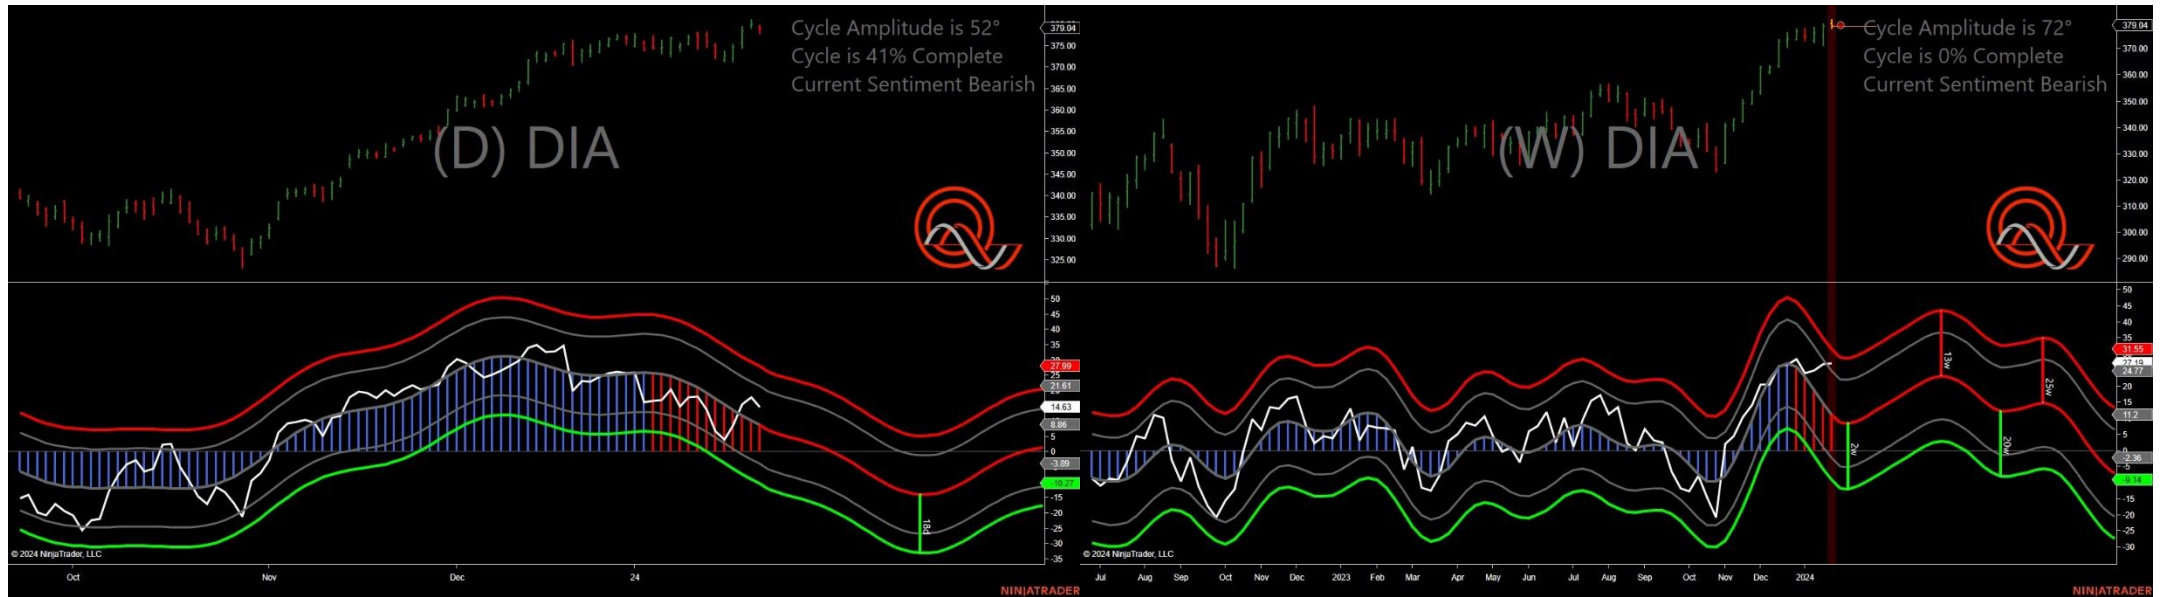 Cycle Amplitude is 52°
Cycle is 41% Complete
Current Sentiment Bearish
(D) DIA
379.04
375.00
370.00
365.00
360.00
355.00
350.00
345.00
340.00
335.00
330.00
325.00
50
45
40
35
27.99
25
21.61
14.63
8.86
5
0
-3.89
-10.27
-15
-20
-25
-30
-35
18d
© 2024 NinjaTrader, LLC
Oct
Nov
Dec
24
NINJATRADER
Cycle Amplitude is 72°
Cycle is 0% Complete
Current Sentiment Bearish
(W) DIA
379.04
370.00
360.00
350.00
340.00
330.00
320.00
310.00
300.00
290.00
50
45
40
35
31.55
27.19
24.77
20
15
11.2
5
0
-2.36
-9.14
-15
-20
-25
-30
2w
13w
20w
25w
© 2024 NinjaTrader, LLC
Jul
Aug
Sep
Oct
Nov
Dec
2023
Feb
Mar
Apr
May
Jun
Jul
Aug
Sep
Oct
Nov
Dec
2024
NINJATRADER